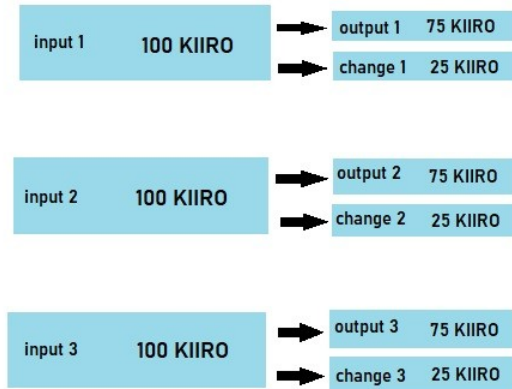 input 1 100 KIIRO
output 1 75 KIIRO
change 1 25 KIIRO
input 2 100 KIIRO
output 2 75 KIIRO
change 2 25 KIIRO
input 3 100 KIIRO
output 3 75 KIIRO
change 3 25 KIIRO